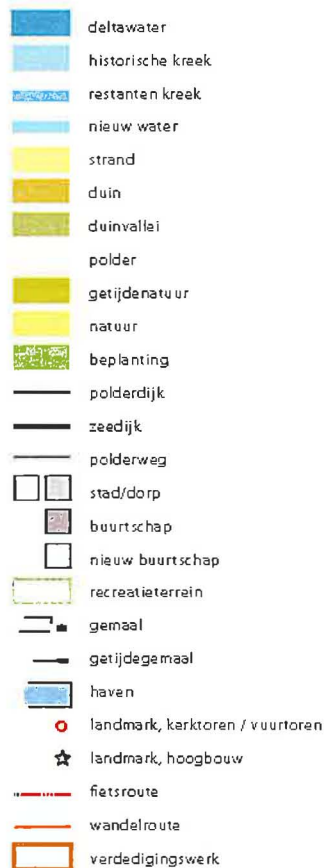 deltawater
historische kreek
restanten kreek
nieuw water
strand
duin
duinvallei
polder
getijdenatuur
natuur
beplanting
polderdijk
zeedijk
polderweg
stad/dorp
buurtschap
nieuw buurtschap
recreatieterrein
gemaal
getijdegemaal
haven
landmark, kerktoren / vuurtoren
landmark, hoogbouw
fietsroute
wandelroute
verdedigingswerk